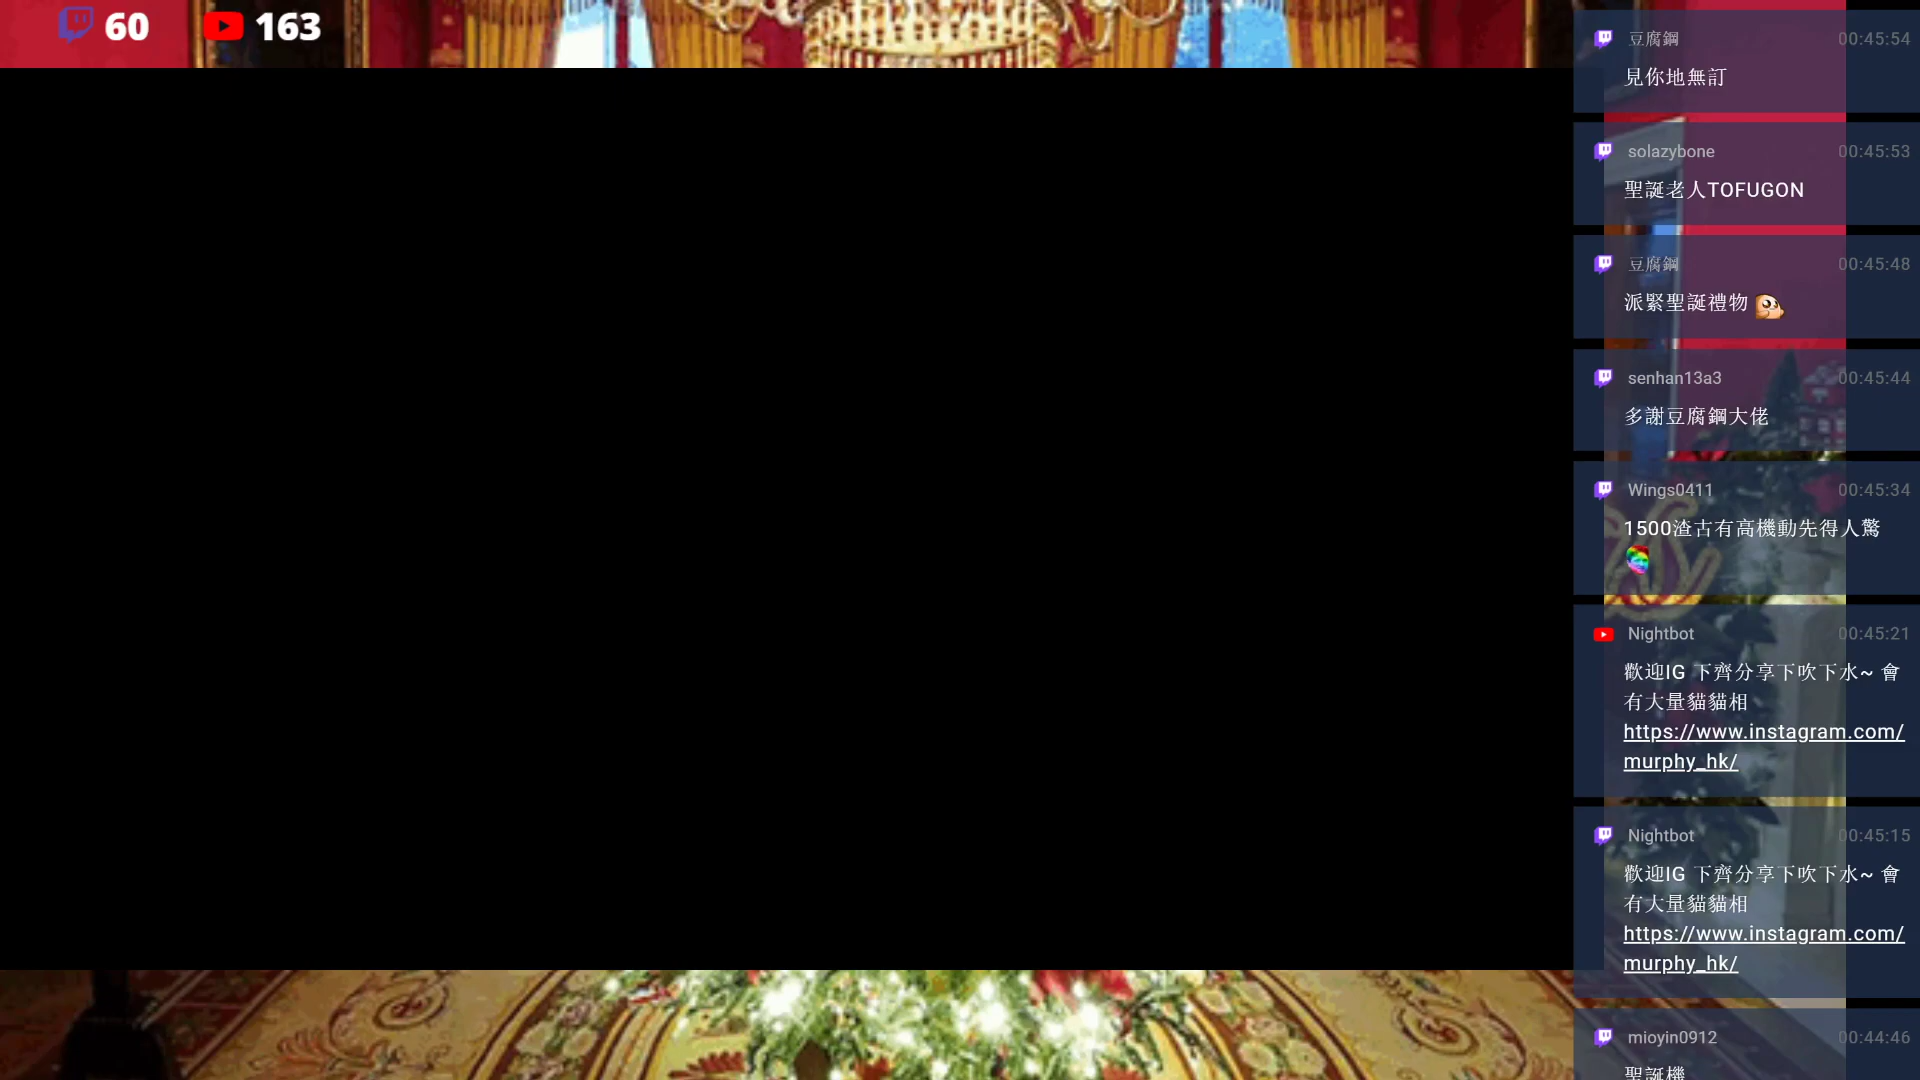 60
163
豆腐鋼 00:45:54
見你地無訂
solazybone 00:45:53
聖誕老人TOFUGON
豆腐鋼 00:45:48
派緊聖誕禮物
senhan13a3 00:45:44
多謝豆腐鋼大佬
Wings0411 00:45:34
1500渣古有高機動先得人驚
Nightbot 00:45:21
歡迎IG 下齊分享下吹下水~ 會
有大量貓貓相
https://www.instagram.com/
murphy_hk/
Nightbot 00:45:15
歡迎IG 下齊分享下吹下水~ 會
有大量貓貓相
https://www.instagram.com/
murphy_hk/
mioyin0912 00:44:46
聖誕機